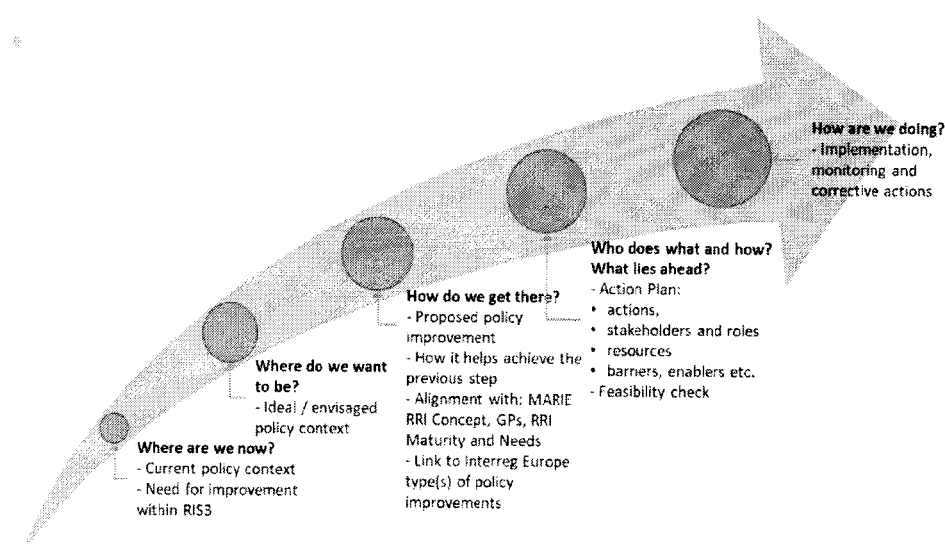 Where are we now?
- Current policy context
- Need for improvement
within RIS3
Where do we want
to be?
- Ideal / envisaged
policy context
How do we get there?
- Proposed policy
improvement
- How it helps achieve the
previous step
- Alignment with: MARIE
RRI Concept, GPs, RRI
Maturity and Needs
- Link to Interreg Europe
type(s) of policy
improvements
Who does what and how?
What lies ahead?
- Action Plan:
• actions,
• stakeholders and roles
• resources
• barriers, enablers etc.
- Feasibility check
How are we doing?
- Implementation,
monitoring and
corrective actions